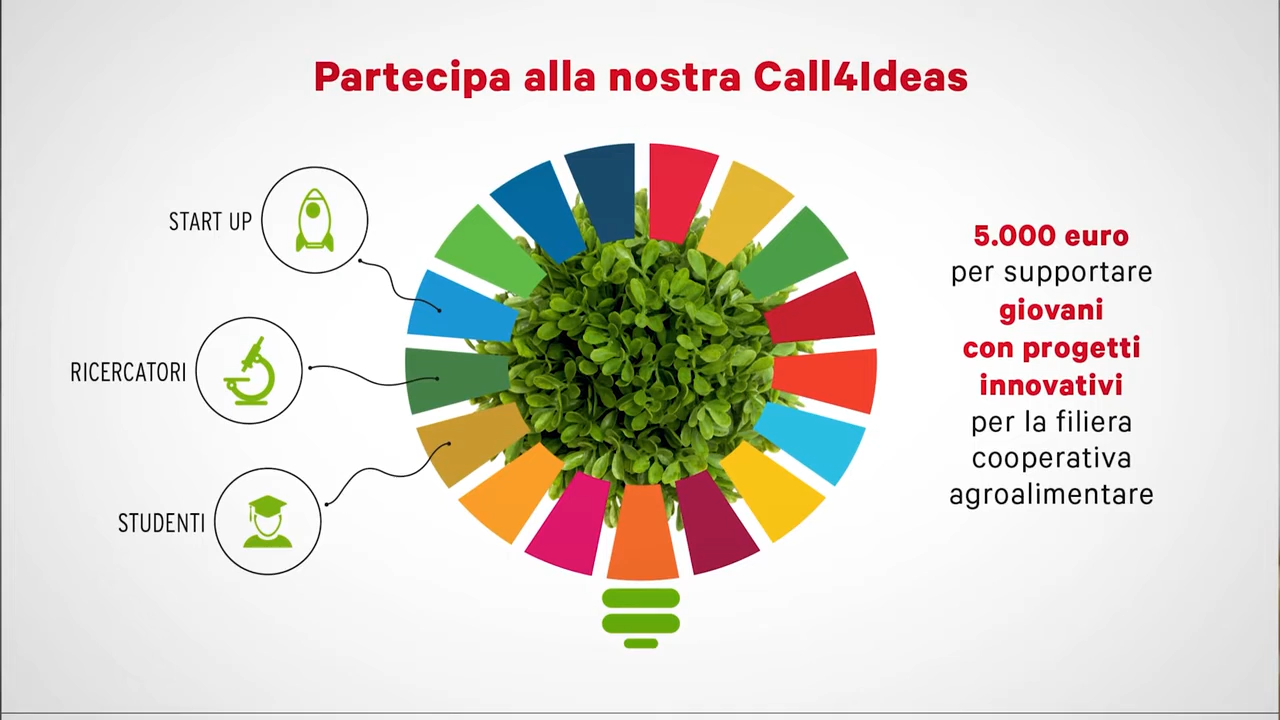 Partecipa alla nostra Call4Ideas
START UP
RICERCATORI
STUDENTI
5.000 euro
per supportare
giovani
con progetti
innovativi
per la filiera
cooperativa
agroalimentare